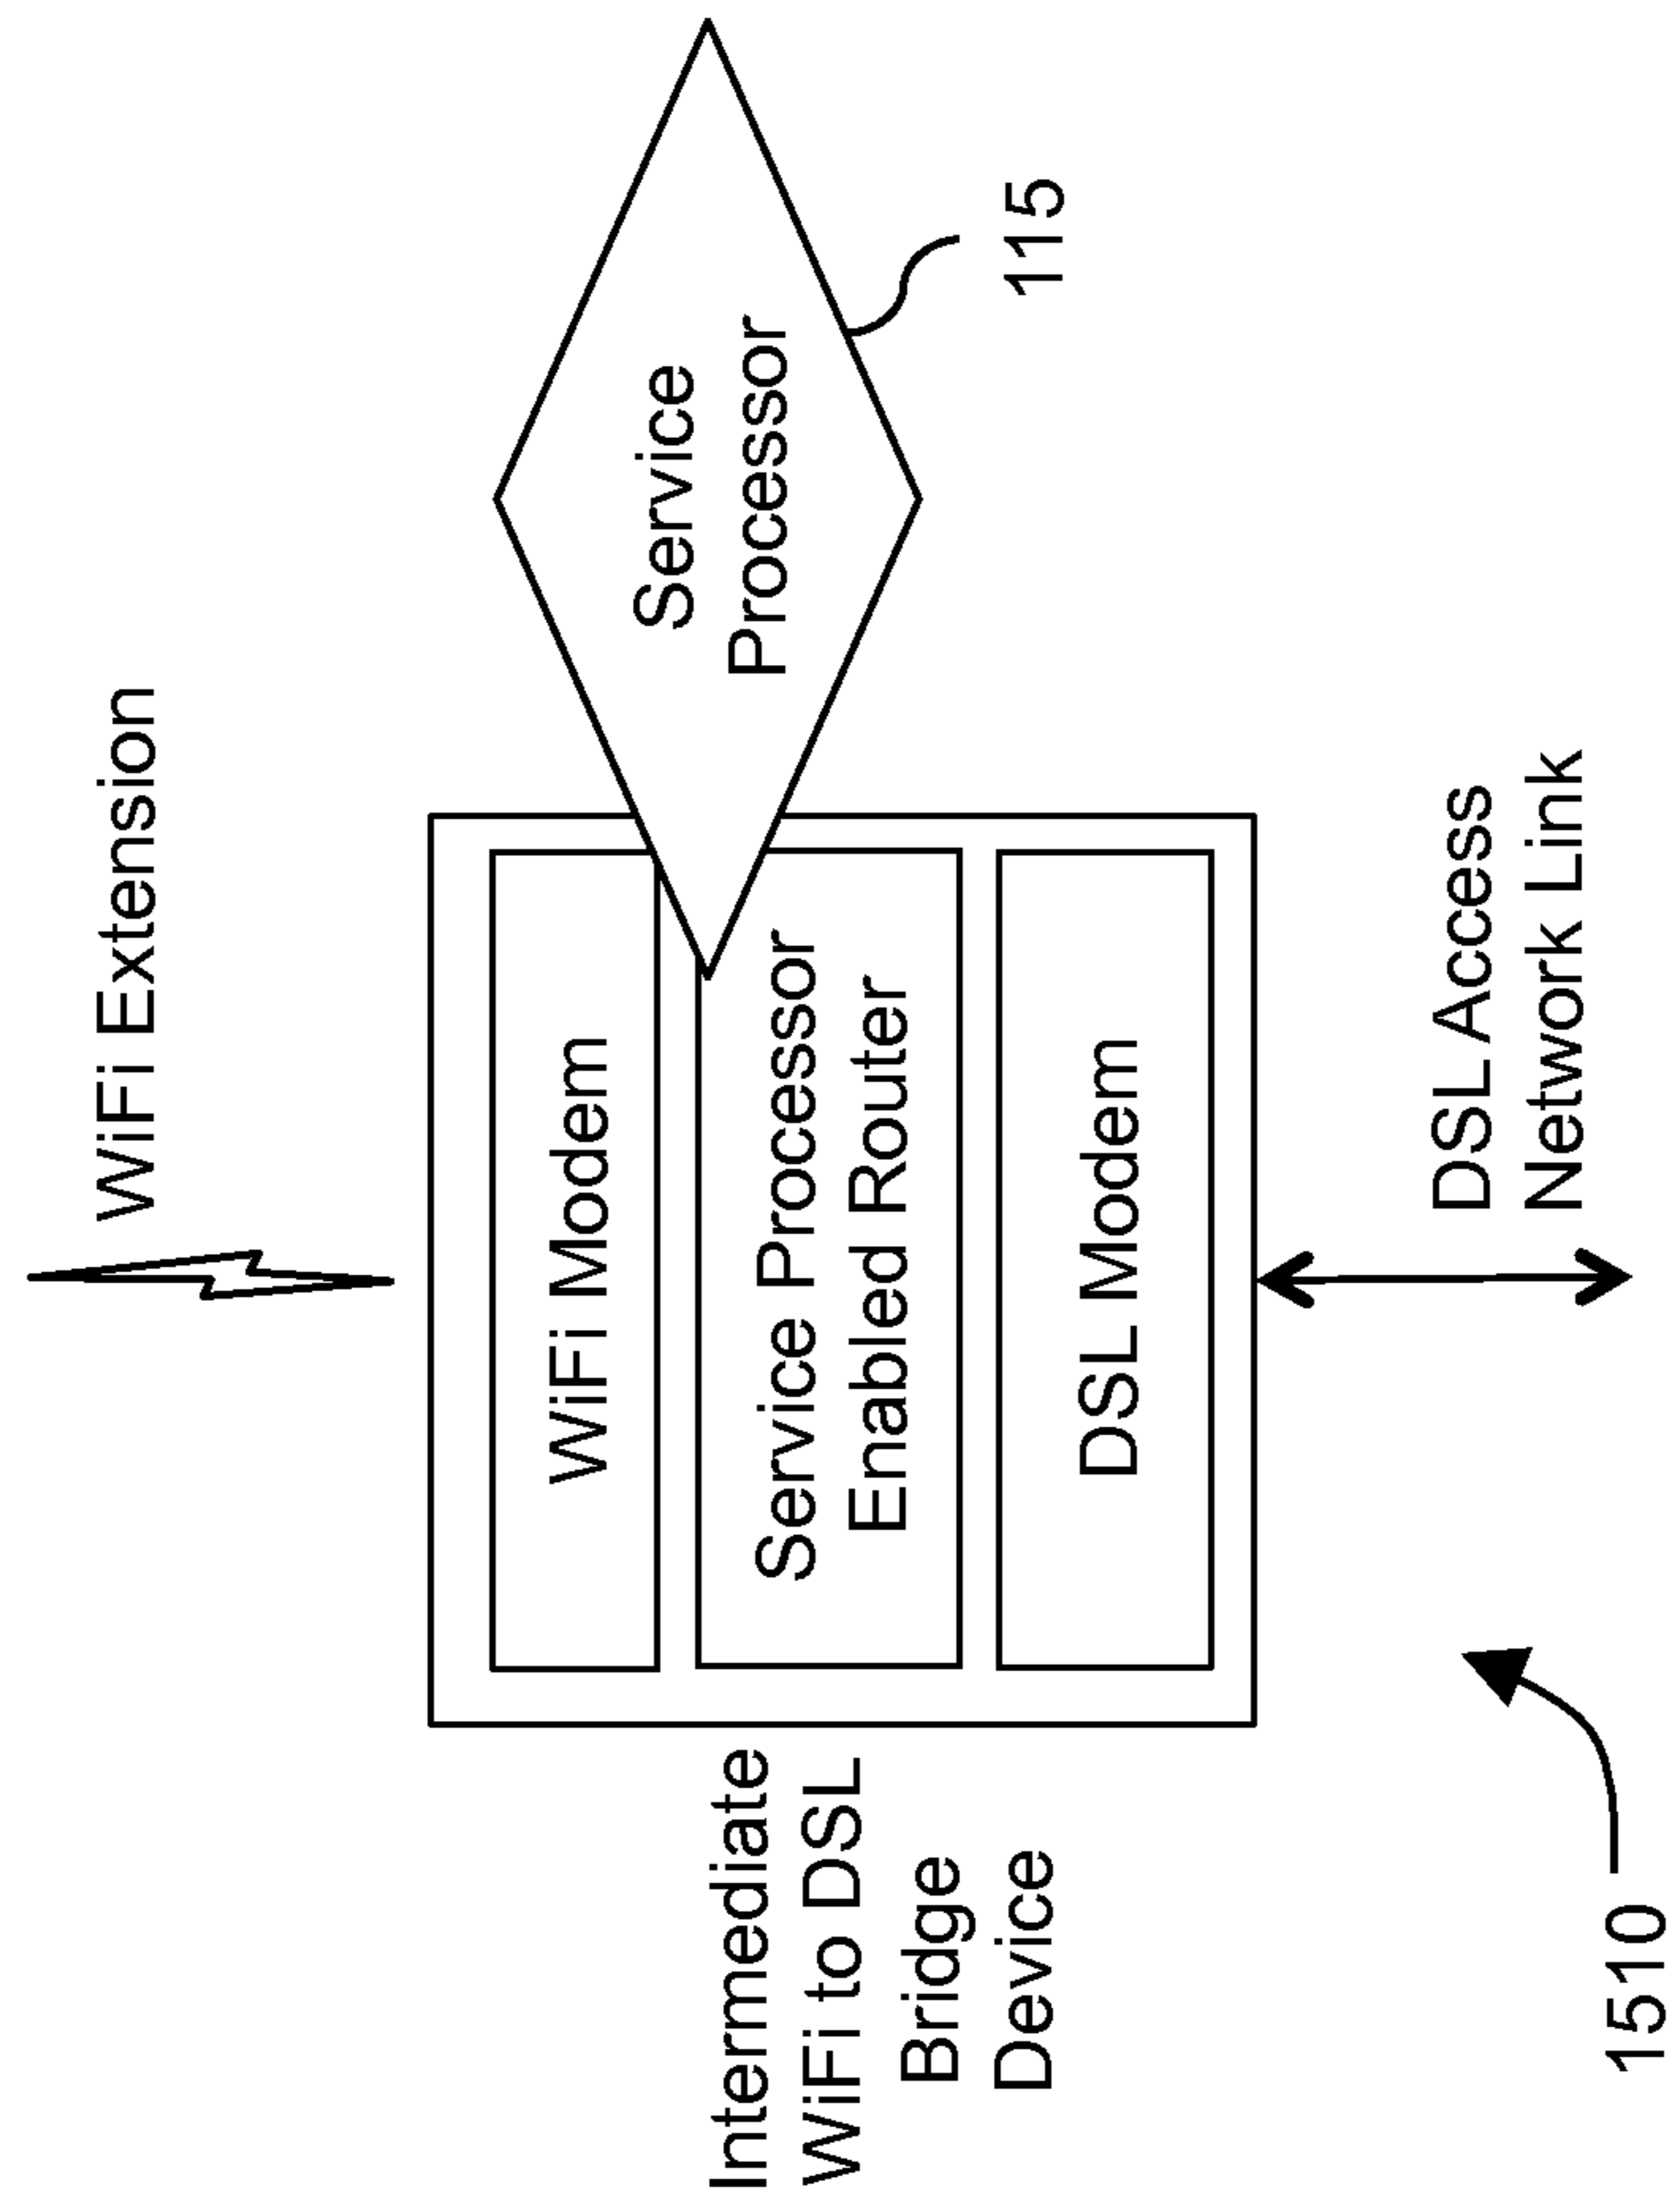 WiFi Extension
Intermediate
WiFi to DSL
Bridge
Device
WiFi Modem
Service Processor
Enabled Router
DSL Modem
Service
Processor
115
DSL Access
Network Link
1510